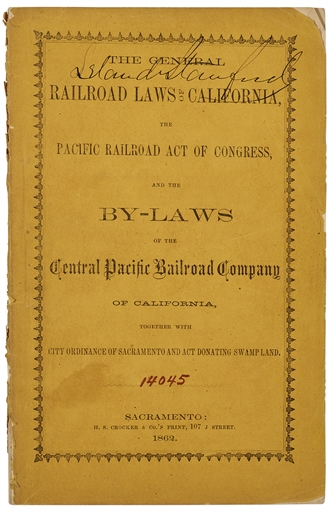 THE GENERAL
Leland Stanford
RAILROAD LAWS OF CALIFORNIA,
THE
PACIFIC RAILROAD ACT OF CONGRESS,
AND THE
BY-LAWS
OF THE
Central Pacific Railroad Company
OF CALIFORNIA,
TOGETHER WITH
CITY ORDINANCE OF SACRAMENTO AND ACT DONATING SWAMP LAND.
14045
SACRAMENTO:
H. S. CROCKER & CO.'S PRINT, 107 J STREET.
1862.